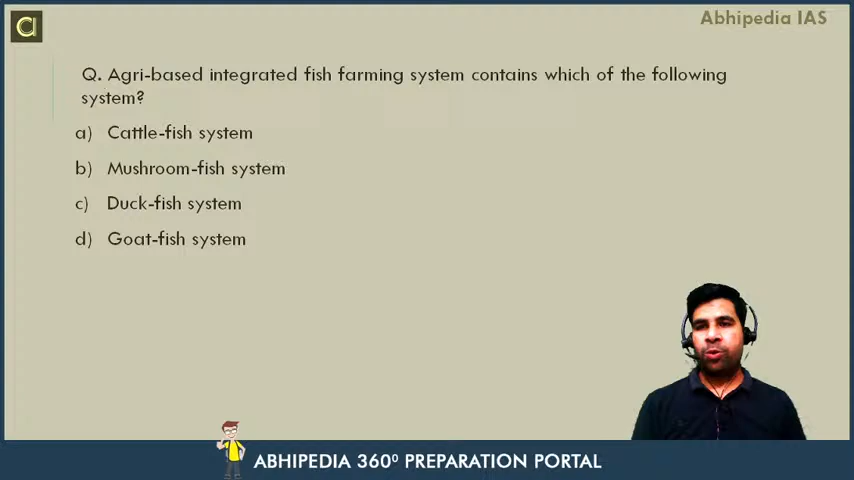 Abhipedia IAS
Q. Agri-based integrated fish farming system contains which of the following
system?
a) Cattle-fish system
b) Mushroom-fish system
c) Duck-fish system
d) Goat-fish system
ABHIPEDIA 360⁰ PREPARATION PORTAL